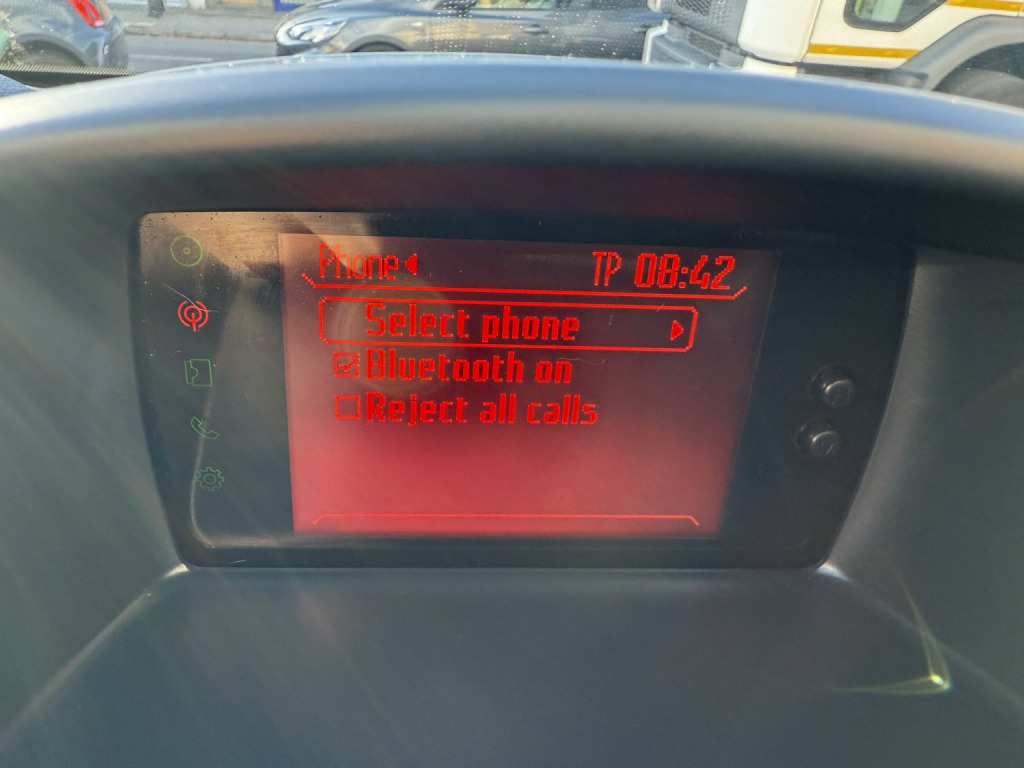 Phone TP 08:42
Select phone
Bluetooth on
Reject all calls